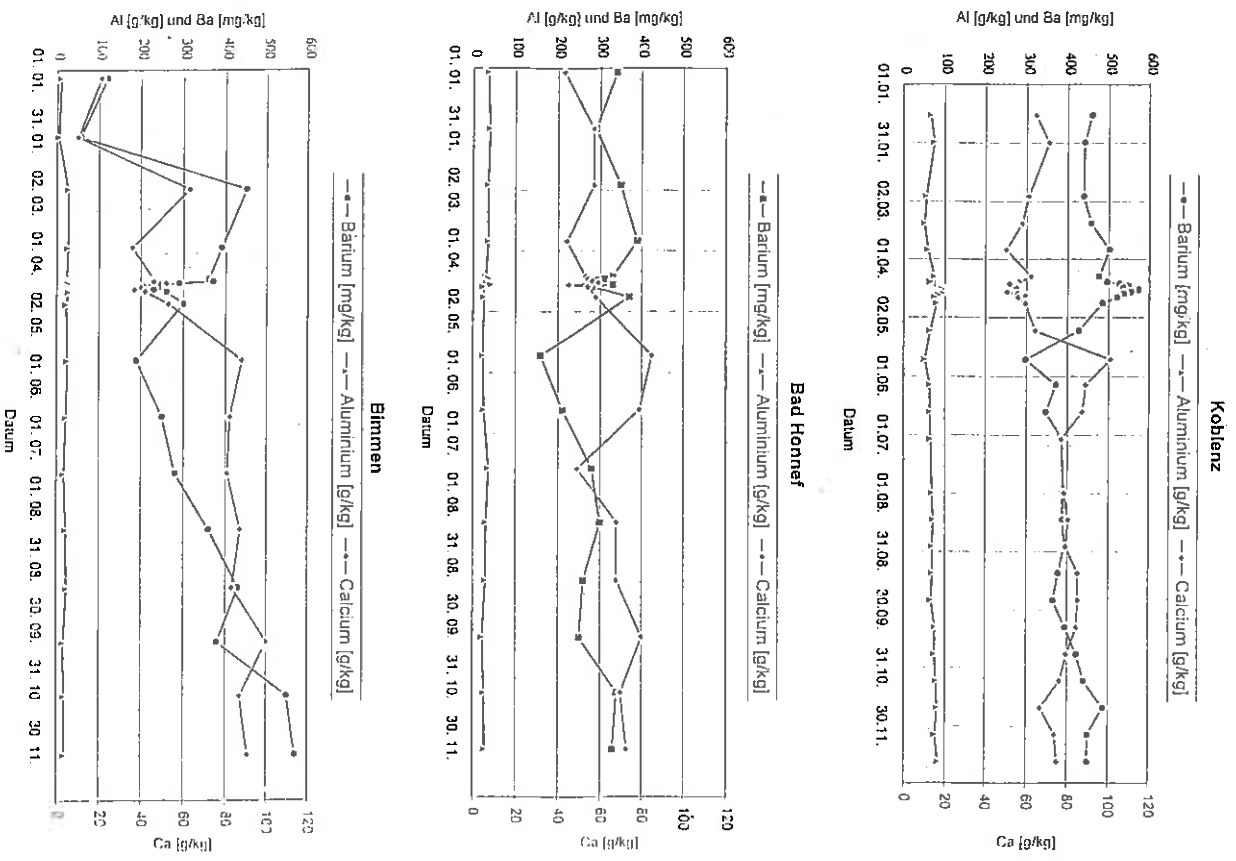 Koblenz
Barium [mg/kg] Aluminium [g/kg] Calcium [g/kg]
Al [g/kg] und Ba [mg/kg]
0 100 200 300 400 500 600
01.01. 31.01. 02.03. 01.04. 02.05. 01.06. 01.07. 01.08. 31.08. 30.09. 31.10. 30.11.
Datum
0 20 40 60 80 100 120
Ca [g/kg]
Bad Honnef
Barium [mg/kg] Aluminium [g/kg] Calcium [g/kg]
Al [g/kg] und Ba [mg/kg]
0 100 200 300 400 500 600
01.01. 31.01. 02.03. 01.04. 02.05. 01.06. 01.07. 01.08. 31.08. 30.09. 31.10. 30.11.
Datum
0 20 40 60 80 100 120
Ca [g/kg]
Bimmen
Barium [mg/kg] Aluminium [g/kg] Calcium [g/kg]
Al [g/kg] und Ba [mg/kg]
0 100 200 300 400 500 600
01.01. 31.01. 02.03. 01.04. 02.05. 01.06. 01.07. 01.08. 31.08. 30.09. 31.10. 30.11.
Datum
0 20 40 60 80 100 120
Ca [g/kg]